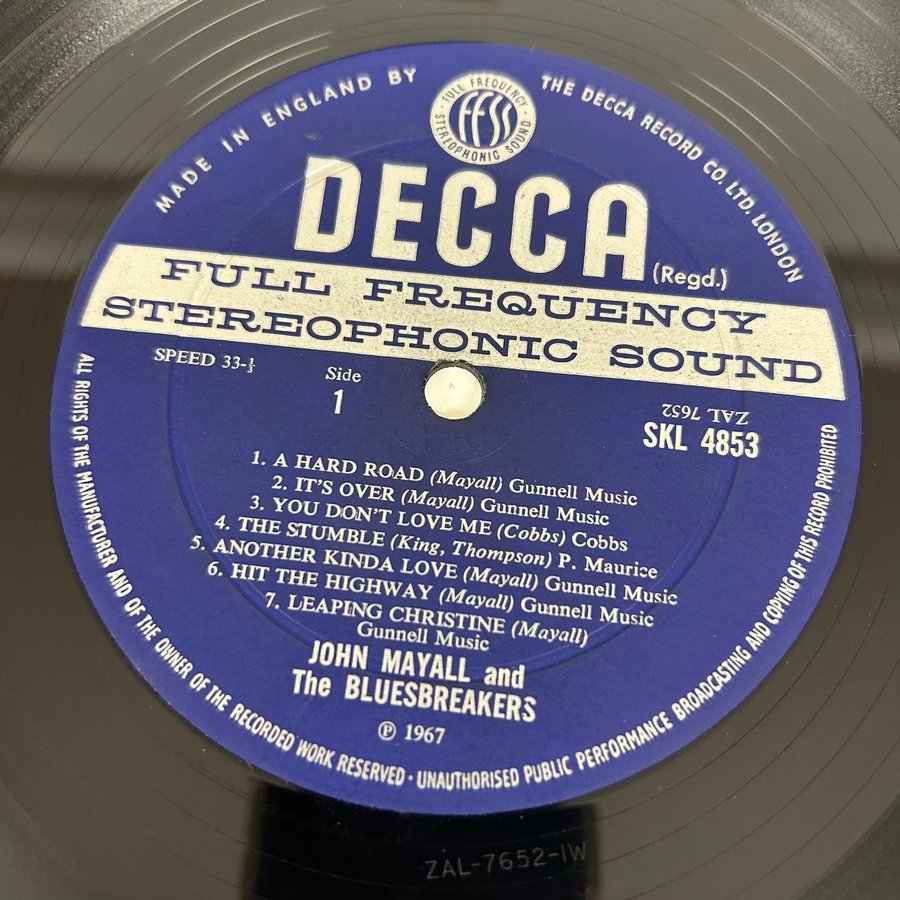 MADE IN ENGLAND BY
THE DECCA RECORD CO. LTD. LONDON
· FULL FREQUENCY ·
FFSS
STEREOPHONIC SOUND
DECCA
(Regd.)
FULL FREQUENCY
STEREOPHONIC SOUND
SPEED 33-⅓
Side
1
ZAL 7652
SKL 4853
1. A HARD ROAD (Mayall) Gunnell Music
2. IT'S OVER (Mayall) Gunnell Music
3. YOU DON'T LOVE ME (Cobbs) Cobbs
4. THE STUMBLE (King, Thompson) P. Maurice
5. ANOTHER KINDA LOVE (Mayall) Gunnell Music
6. HIT THE HIGHWAY (Mayall) Gunnell Music
7. LEAPING CHRISTINE (Mayall)
Gunnell Music
JOHN MAYALL and
The BLUESBREAKERS
℗ 1967
ALL RIGHTS OF THE MANUFACTURER AND OF THE OWNER OF THE RECORDED WORK RESERVED · UNAUTHORISED PUBLIC PERFORMANCE BROADCASTING AND COPYING OF THIS RECORD PROHIBITED
ZAL-7652-1W